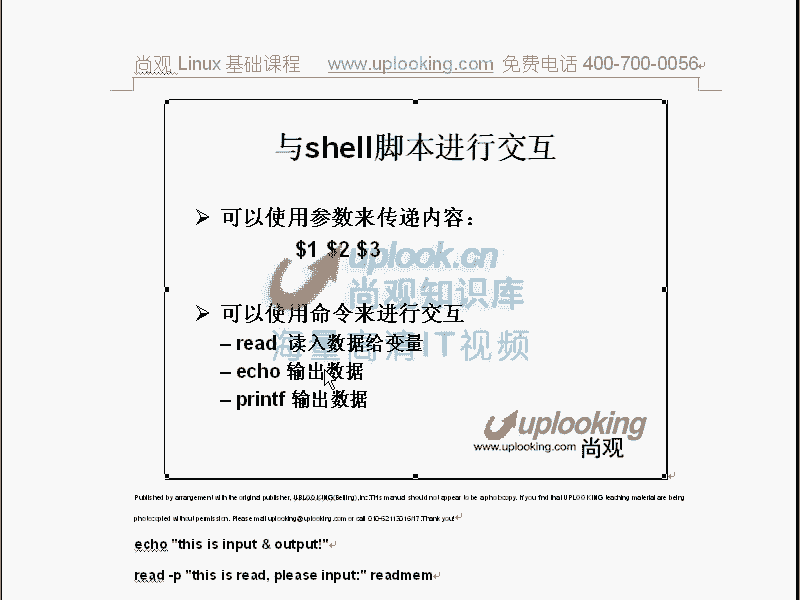 尚观 Linux 基础课程 www.uplooking.com 免费电话 400-700-0056
与shell脚本进行交互
➢ 可以使用参数来传递内容：
$1 $2 $3
uplook.cn
尚观知识库
➢ 可以使用命令来进行交互
海量高清IT视频
– read 读入数据给变量
– echo 输出数据
– printf 输出数据
uplooking
www.uplooking.com 尚观
Published by arrangement with the original publisher, UPLOOKING(Beijing),Inc.This manual should not appear to be a photocopy. If you find that UPLOOKING teaching material are being
photocopied without permission. Please mail uplooking@uplooking.com or call Thank you!
echo "this is input & output!"
read -p "this is read, please input:" readmem